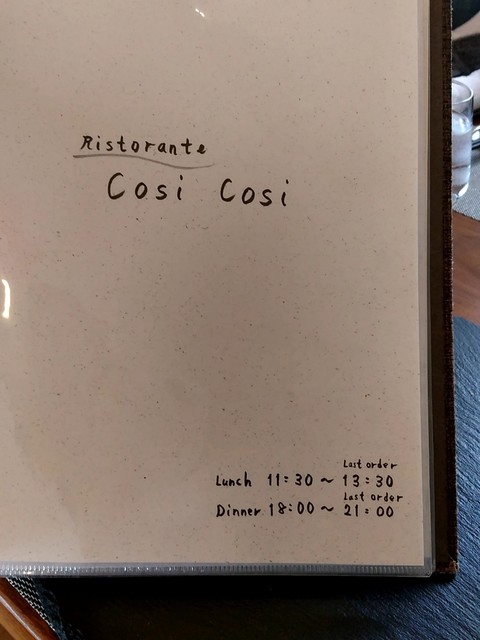 Ristorante
Cosi Cosi
Last order
Lunch 11:30 ~ 13:30
Last order
Dinner 18:00 ~ 21:00